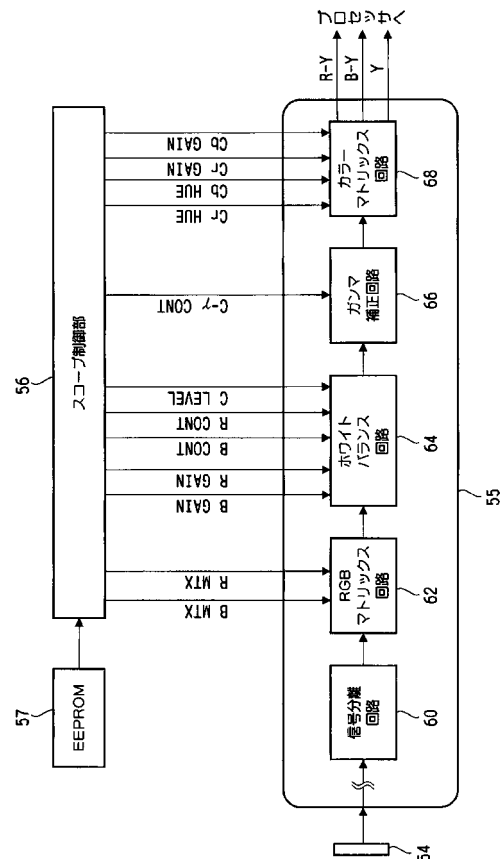 56
スコープ制御部
57
EEPROM
B MTX
R MTX
B GAIN
R GAIN
B CONT
R CONT
C LEVEL
C-γ CONT
Cr HUE
Cb HUE
Cr GAIN
Cb GAIN
信号分離
回路
60
RGB
マトリックス
回路
62
ホワイト
バランス
回路
64
ガンマ
補正回路
66
カラー
マトリックス
回路
68
R-Y
B-Y
Y
プロセッサへ
54
55